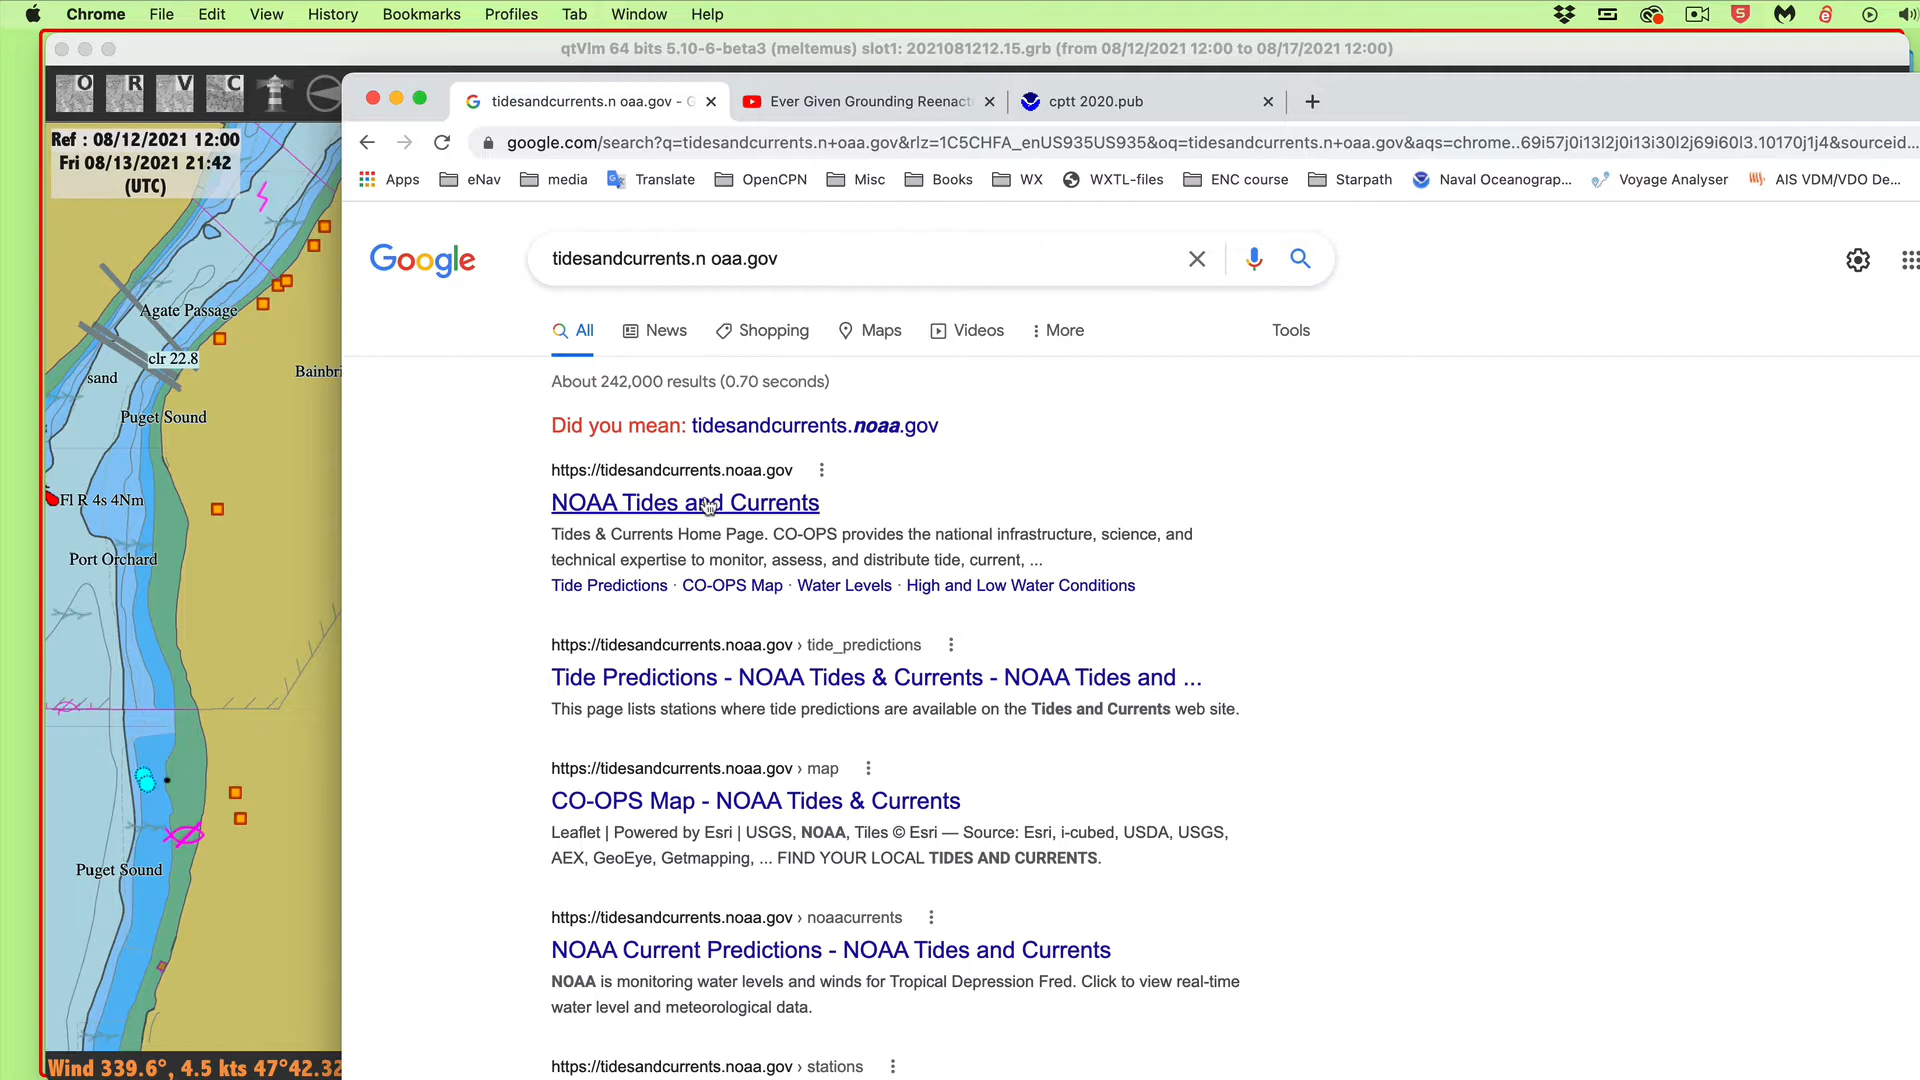 Chrome File Edit View History Bookmarks Profiles Tab Window Help
qtVlm 64 bits 5.10-6-beta3 (meltemus) slot1: 2021081212.15.grb (from 08/12/2021 12:00 to 08/17/2021 12:00)
O R V C
tidesandcurrents.n oaa.gov - G
Ever Given Grounding Reenact
cptt 2020.pub
google.com/search?q=tidesandcurrents.n+oaa.gov&rlz=1C5CHFA_enUS935US935&oq=tidesandcurrents.n+oaa.gov&aqs=chrome..69i57j0i13l2j0i13i30l2j69i60l3.10170j1j4&sourceid...
Apps eNav media Translate OpenCPN Misc Books WX WXTL-files ENC course Starpath Naval Oceanograp... Voyage Analyser AIS VDM/VDO De...
Ref : 08/12/2021 12:00
Fri 08/13/2021 21:42
(UTC)
Agate Passage
clr 22.8
sand
Bainbri
Puget Sound
Fl R 4s 4Nm
Port Orchard
Puget Sound
Wind 339.6°, 4.5 kts 47°42.32
Google
tidesandcurrents.n oaa.gov
All News Shopping Maps Videos More Tools
About 242,000 results (0.70 seconds)
Did you mean: tidesandcurrents.noaa.gov
https://tidesandcurrents.noaa.gov
NOAA Tides and Currents
Tides & Currents Home Page. CO-OPS provides the national infrastructure, science, and
technical expertise to monitor, assess, and distribute tide, current, ...
Tide Predictions · CO-OPS Map · Water Levels · High and Low Water Conditions
https://tidesandcurrents.noaa.gov › tide_predictions
Tide Predictions - NOAA Tides & Currents - NOAA Tides and ...
This page lists stations where tide predictions are available on the Tides and Currents web site.
https://tidesandcurrents.noaa.gov › map
CO-OPS Map - NOAA Tides & Currents
Leaflet | Powered by Esri | USGS, NOAA, Tiles © Esri — Source: Esri, i-cubed, USDA, USGS,
AEX, GeoEye, Getmapping, ... FIND YOUR LOCAL TIDES AND CURRENTS.
https://tidesandcurrents.noaa.gov › noaacurrents
NOAA Current Predictions - NOAA Tides and Currents
NOAA is monitoring water levels and winds for Tropical Depression Fred. Click to view real-time
water level and meteorological data.
https://tidesandcurrents.noaa.gov › stations